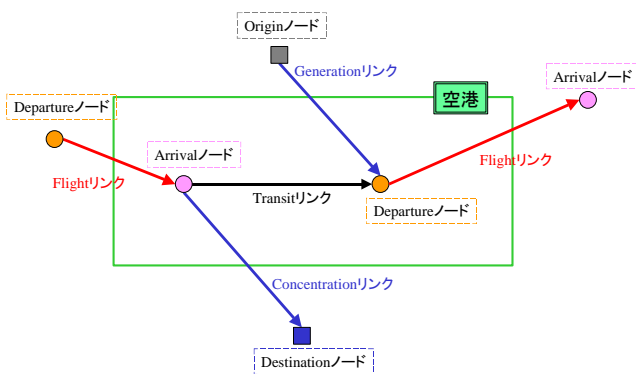 Originノード
Generationリンク
Arrivalノード
空港
Departureノード
Arrivalノード
Flightリンク
Flightリンク
Transitリンク
Departureノード
Concentrationリンク
Destinationノード